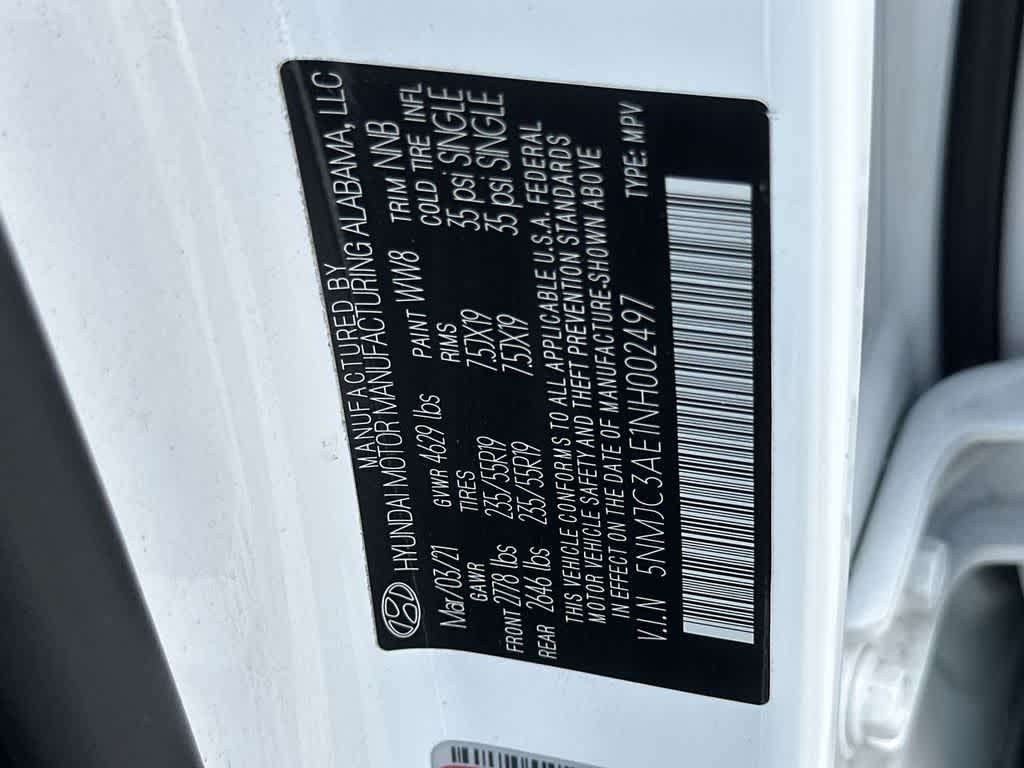 MANUFACTURED BY
HYUNDAI MOTOR MANUFACTURING ALABAMA, LLC
Mar/03/21 GVWR 4629 lbs PAINT WW8 TRIM NNB
GAWR TIRES RIMS COLD TIRE INFL
FRONT 2778 lbs 235/55R19 7.5JX19 35 psi SINGLE
REAR 2646 lbs 235/55R19 7.5JX19 35 psi SINGLE
THIS VEHICLE CONFORMS TO ALL APPLICABLE U.S.A. FEDERAL
MOTOR VEHICLE SAFETY AND THEFT PREVENTION STANDARDS
IN EFFECT ON THE DATE OF MANUFACTURE-SHOWN ABOVE
V.I.N 5NMJC3AE1NH002497 TYPE: MPV